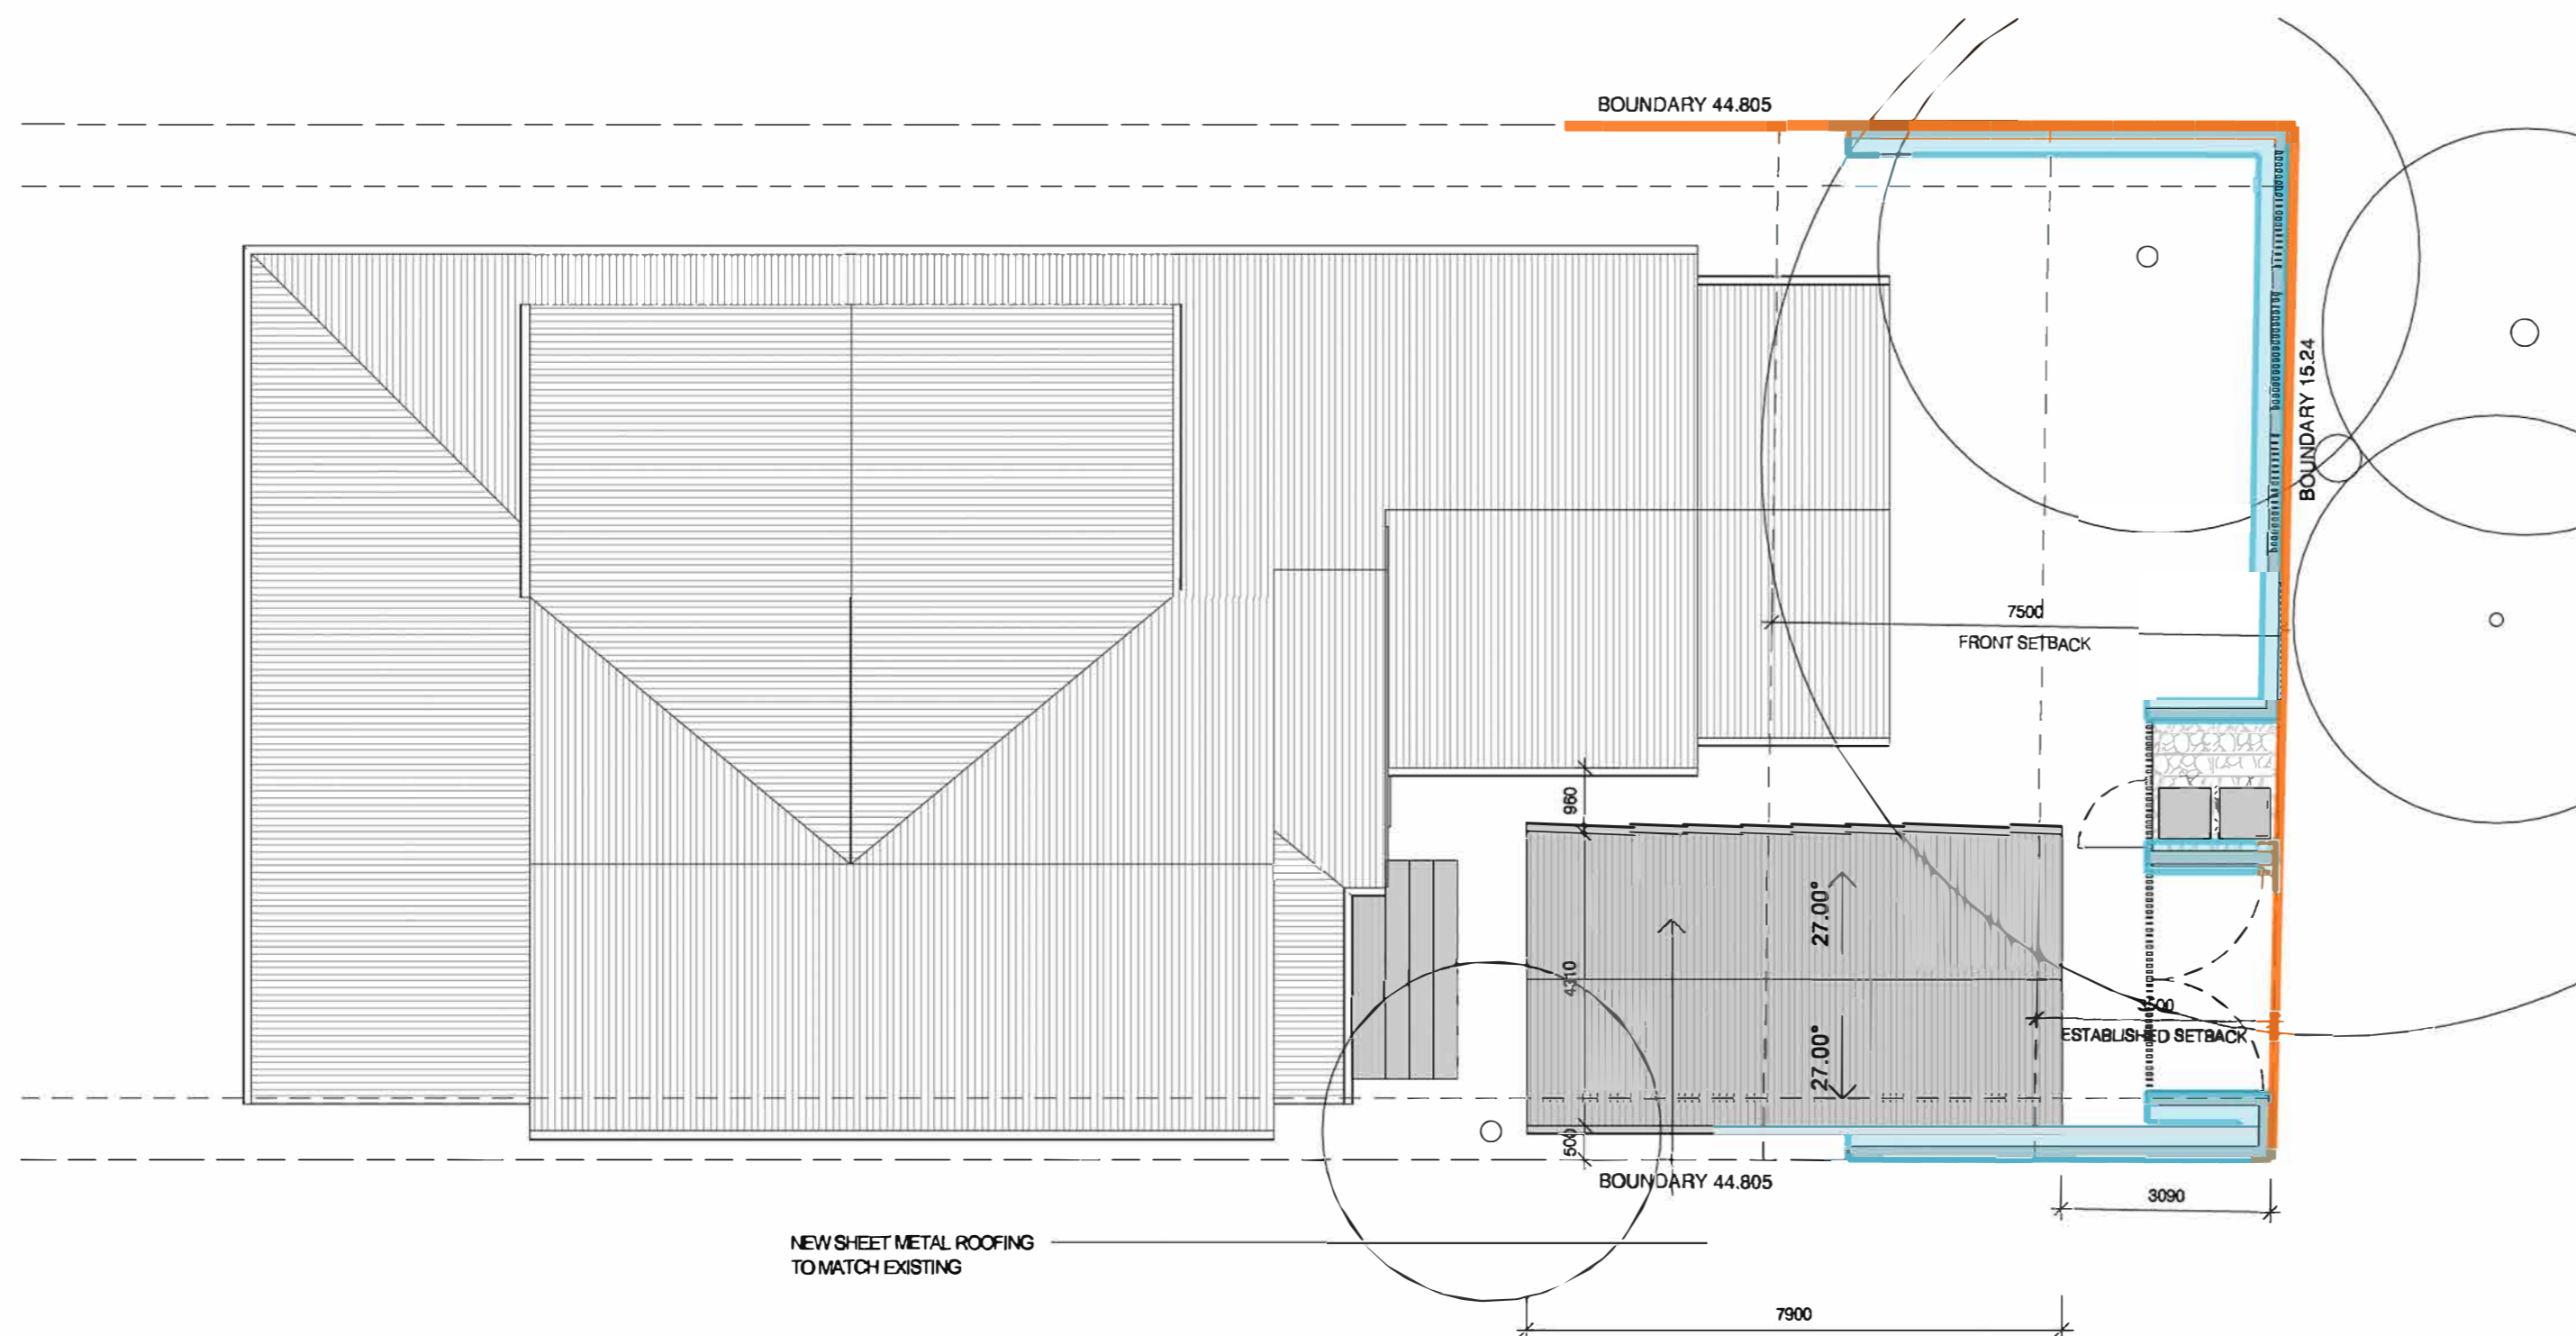 BOUNDARY 44.805
BOUNDARY 15.24
7500
FRONT SETBACK
960
27.00°
4310
27.00°
ESTABLISHED SETBACK
500
BOUNDARY 44.805
3090
NEW SHEET METAL ROOFING
TO MATCH EXISTING
7900